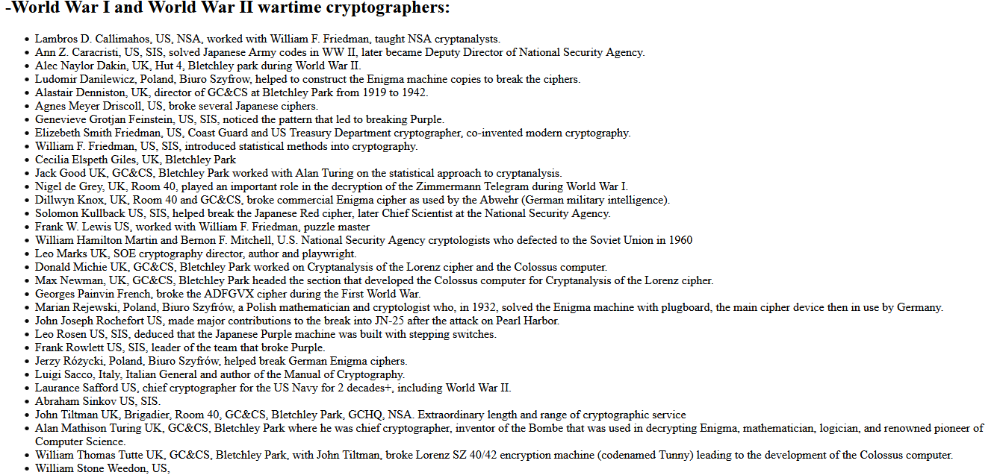 -World War I and World War II wartime cryptographers:
• Lambros D. Callimahos, US, NSA, worked with William F. Friedman, taught NSA cryptanalysts.
• Ann Z. Caracristi, US, SIS, solved Japanese Army codes in WW II, later became Deputy Director of National Security Agency.
• Alec Naylor Dakin, UK, Hut 4, Bletchley park during World War II.
• Ludomir Danilewicz, Poland, Biuro Szyfrow, helped to construct the Enigma machine copies to break the ciphers.
• Alastair Denniston, UK, director of GC&CS at Bletchley Park from 1919 to 1942.
• Agnes Meyer Driscoll, US, broke several Japanese ciphers.
• Genevieve Grotjan Feinstein, US, SIS, noticed the pattern that led to breaking Purple.
• Elizebeth Smith Friedman, US, Coast Guard and US Treasury Department cryptographer, co-invented modern cryptography.
• William F. Friedman, US, SIS, introduced statistical methods into cryptography.
• Cecilia Elspeth Giles, UK, Bletchley Park
• Jack Good UK, GC&CS, Bletchley Park worked with Alan Turing on the statistical approach to cryptanalysis.
• Nigel de Grey, UK, Room 40, played an important role in the decryption of the Zimmermann Telegram during World War I.
• Dillwyn Knox, UK, Room 40 and GC&CS, broke commercial Enigma cipher as used by the Abwehr (German military intelligence).
• Solomon Kullback US, SIS, helped break the Japanese Red cipher, later Chief Scientist at the National Security Agency.
• Frank W. Lewis US, worked with William F. Friedman, puzzle master
• William Hamilton Martin and Bernon F. Mitchell, U.S. National Security Agency cryptologists who defected to the Soviet Union in 1960
• Leo Marks UK, SOE cryptography director, author and playwright.
• Donald Michie UK, GC&CS, Bletchley Park worked on Cryptanalysis of the Lorenz cipher and the Colossus computer.
• Max Newman, UK, GC&CS, Bletchley Park headed the section that developed the Colossus computer for Cryptanalysis of the Lorenz cipher.
• Georges Painvin French, broke the ADFGVX cipher during the First World War.
• Marian Rejewski, Poland, Biuro Szyfrów, a Polish mathematician and cryptologist who, in 1932, solved the Enigma machine with plugboard, the main cipher device then in use by Germany.
• John Joseph Rochefort US, made major contributions to the break into JN-25 after the attack on Pearl Harbor.
• Leo Rosen US, SIS, deduced that the Japanese Purple machine was built with stepping switches.
• Frank Rowlett US, SIS, leader of the team that broke Purple.
• Jerzy Różycki, Poland, Biuro Szyfrów, helped break German Enigma ciphers.
• Luigi Sacco, Italy, Italian General and author of the Manual of Cryptography.
• Laurance Safford US, chief cryptographer for the US Navy for 2 decades+, including World War II.
• Abraham Sinkov US, SIS.
• John Tiltman UK, Brigadier, Room 40, GC&CS, Bletchley Park, GCHQ, NSA. Extraordinary length and range of cryptographic service
• Alan Mathison Turing UK, GC&CS, Bletchley Park where he was chief cryptographer, inventor of the Bombe that was used in decrypting Enigma, mathematician, logician, and renowned pioneer of
Computer Science.
• William Thomas Tutte UK, GC&CS, Bletchley Park, with John Tiltman, broke Lorenz SZ 40/42 encryption machine (codenamed Tunny) leading to the development of the Colossus computer.
• William Stone Weedon, US,